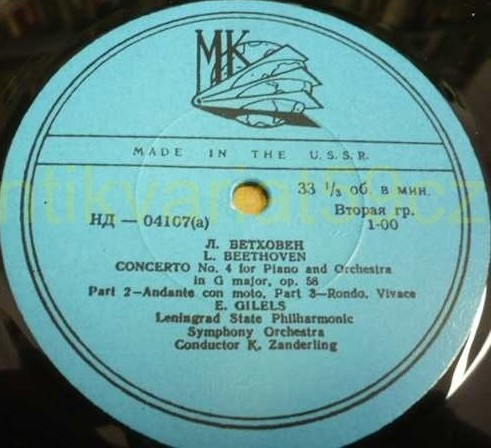 MK
MADE IN THE U.S.S.R.
33 1/3 об. в мин.
Вторая гр.
НД — 04107(а) 1-00
Л. БЕТХОВЕН
L. BEETHOVEN
CONCERTO No. 4 for Piano and Orchestra
in G major, op. 58
Part 2—Andante con moto, Part 3—Rondo. Vivace
E. GILELS
Leningrad State Philharmonic
Symphony Orchestra
Conductor K. Zanderling